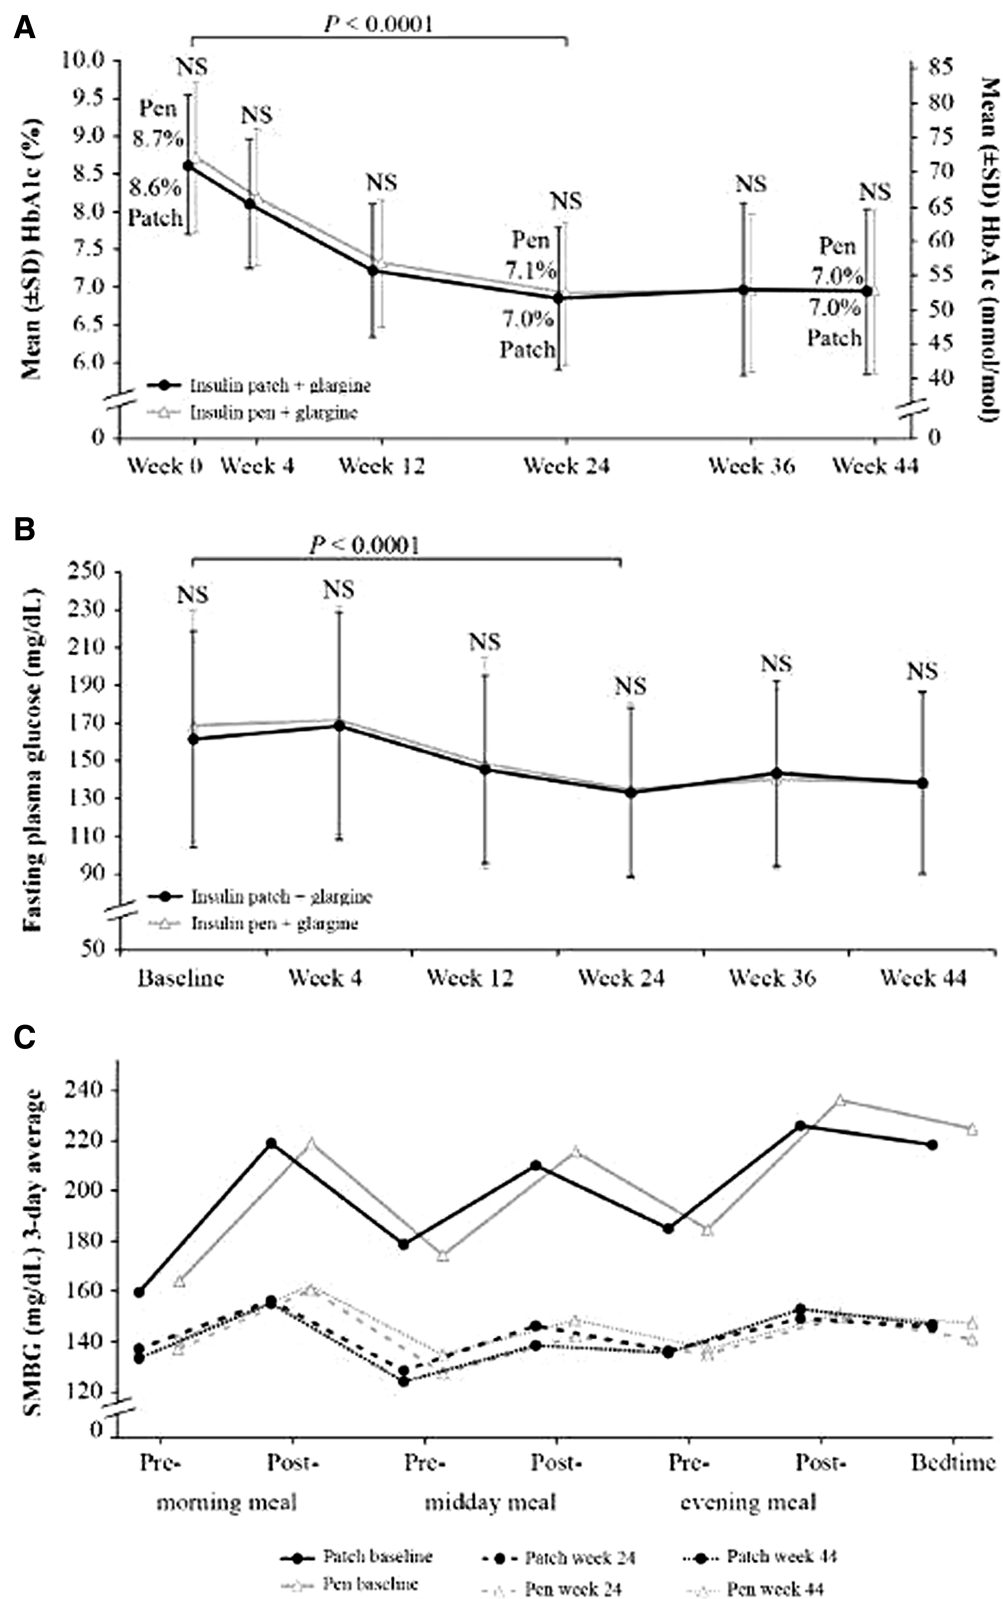 A
P < 0.0001
Mean (±SD) HbA1c (%)
10.0
9.5
9.0
8.5
8.0
7.5
7.0
6.5
6.0
0
NS
NS
NS
NS
NS
NS
Pen
8.7%
8.6%
Patch
Pen
7.1%
7.0%
Patch
Pen
7.0%
7.0%
Patch
85
80
75
70
65
60
55
50
45
40
0
Mean (±SD) HbA1c (mmol/mol)
Insulin patch + glargine
Insulin pen + glargine
Week 0 Week 4 Week 12 Week 24 Week 36 Week 44
B
P < 0.0001
Fasting plasma glucose (mg/dL)
250
230
210
190
170
150
130
110
90
50
NS
NS
NS
NS
NS
NS
Insulin patch + glargine
Insulin pen + glargine
Baseline Week 4 Week 12 Week 24 Week 36 Week 44
C
SMBG (mg/dL) 3-day average
240
220
200
180
160
140
120
0
Pre- Post- Pre- Post- Pre- Post- Bedtime
morning meal midday meal evening meal
Patch baseline Patch week 24 Patch week 44
Pen baseline Pen week 24 Pen week 44